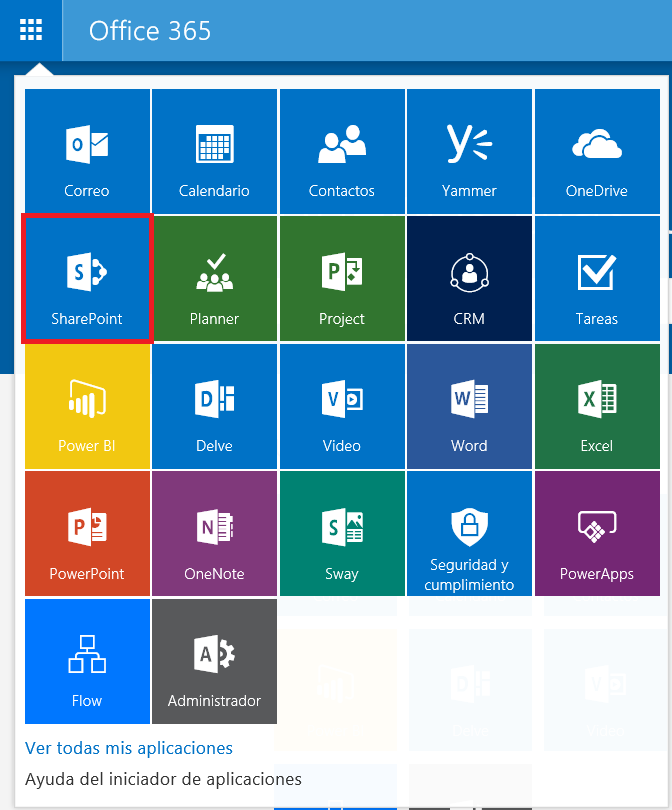 Office 365
Correo
Calendario
Contactos
Yammer
OneDrive
SharePoint
Planner
Project
CRM
Tareas
Power BI
Delve
Video
Word
Excel
PowerPoint
OneNote
Sway
Seguridad y
cumplimiento
PowerApps
Flow
Administrador
Ver todas mis aplicaciones
Ayuda del iniciador de aplicaciones